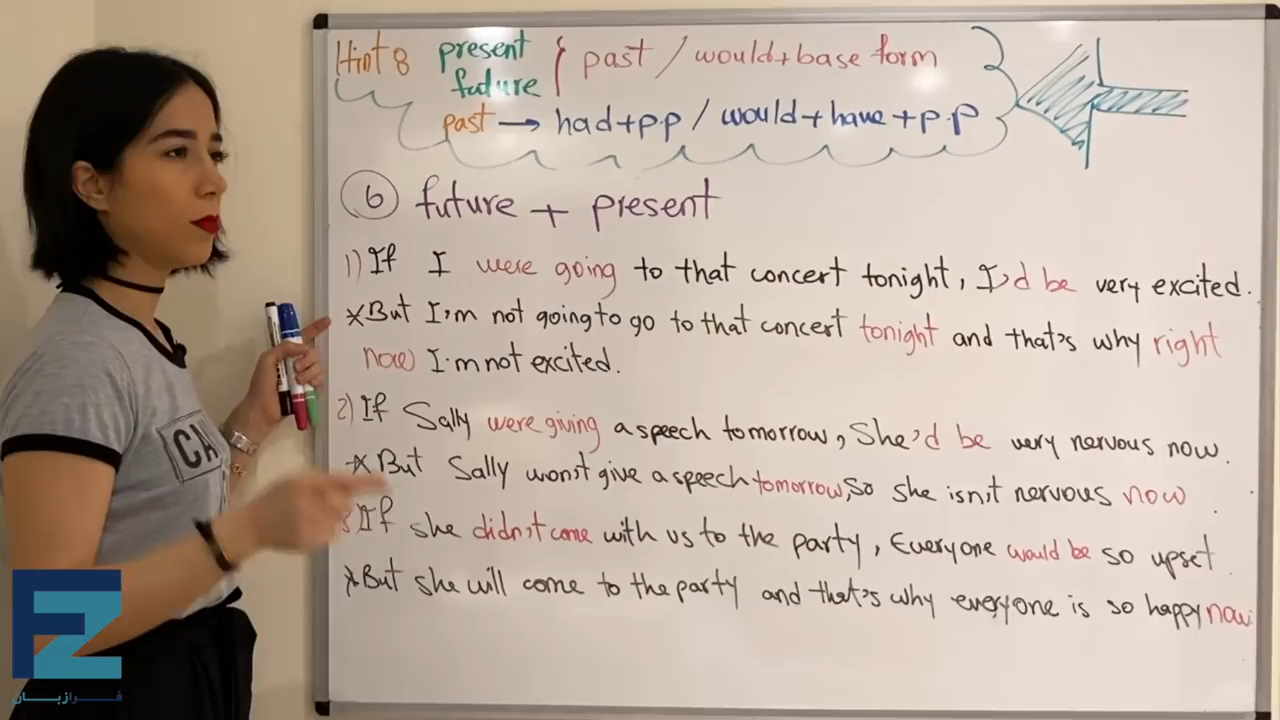 Hint 8 present { past / would+base form
future
past → had+p.p / would+have+p.p
6 future + present
1) If I were going to that concert tonight, I'd be very excited.
*But I'm not going to go to that concert tonight and that's why right
now I'm not excited.
2) If Sally were giving a speech tomorrow, She'd be very nervous now.
*But Sally won't give a speech tomorrow, so she isn't nervous now
3) If she didn't come with us to the party, Everyone would be so upset
*But she will come to the party and that's why everyone is so happy now.
CA
FZ
فرازبان